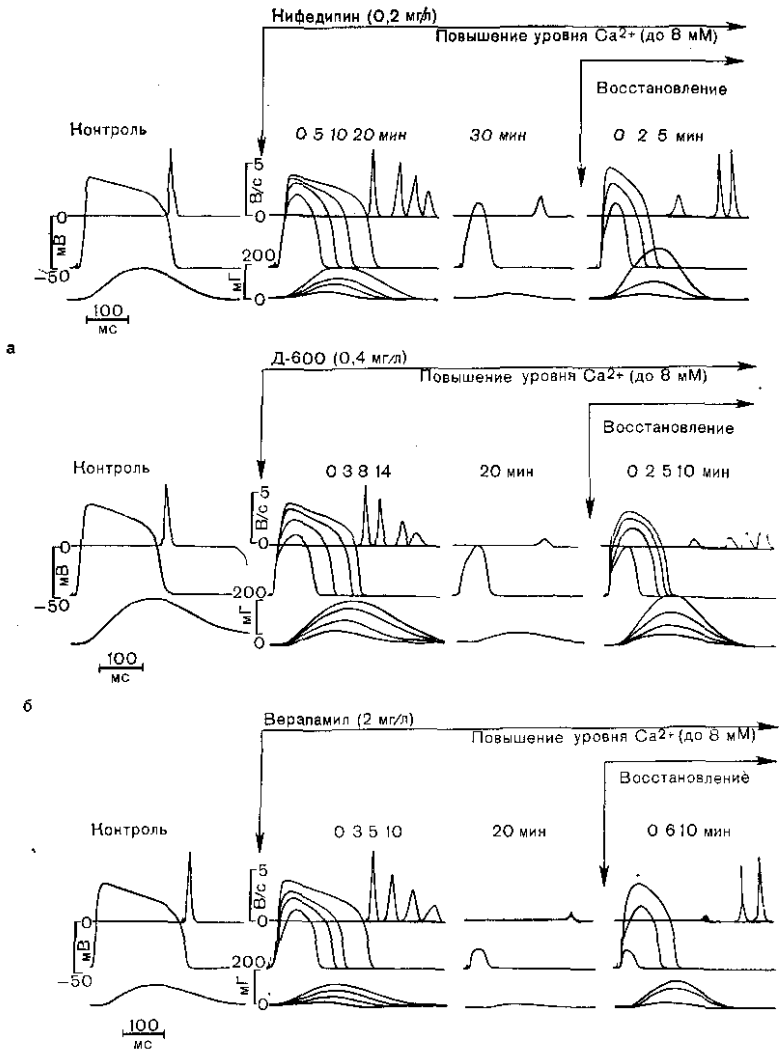 Нифедипин (0,2 мг/л)
Повышение уровня Ca2+ (до 8 мМ)
Восстановление
Контроль
0 5 10 20 мин
30 мин
0 2 5 мин
5
В/с
0
0
мВ
-50
200
мГ
0
100
мс
а
Д-600 (0,4 мг/л)
Повышение уровня Ca2+ (до 8 мМ)
Восстановление
Контроль
0 3 8 14
20 мин
0 2 5 10 мин
5
В/с
0
0
мВ
-50
200
мГ
0
100
мс
б
Верапамил (2 мг/л)
Повышение уровня Ca2+ (до 8 мМ)
Восстановление
Контроль
0 3 5 10
20 мин
0 6 10 мин
5
В/с
0
0
мВ
-50
200
мГ
0
100
мс